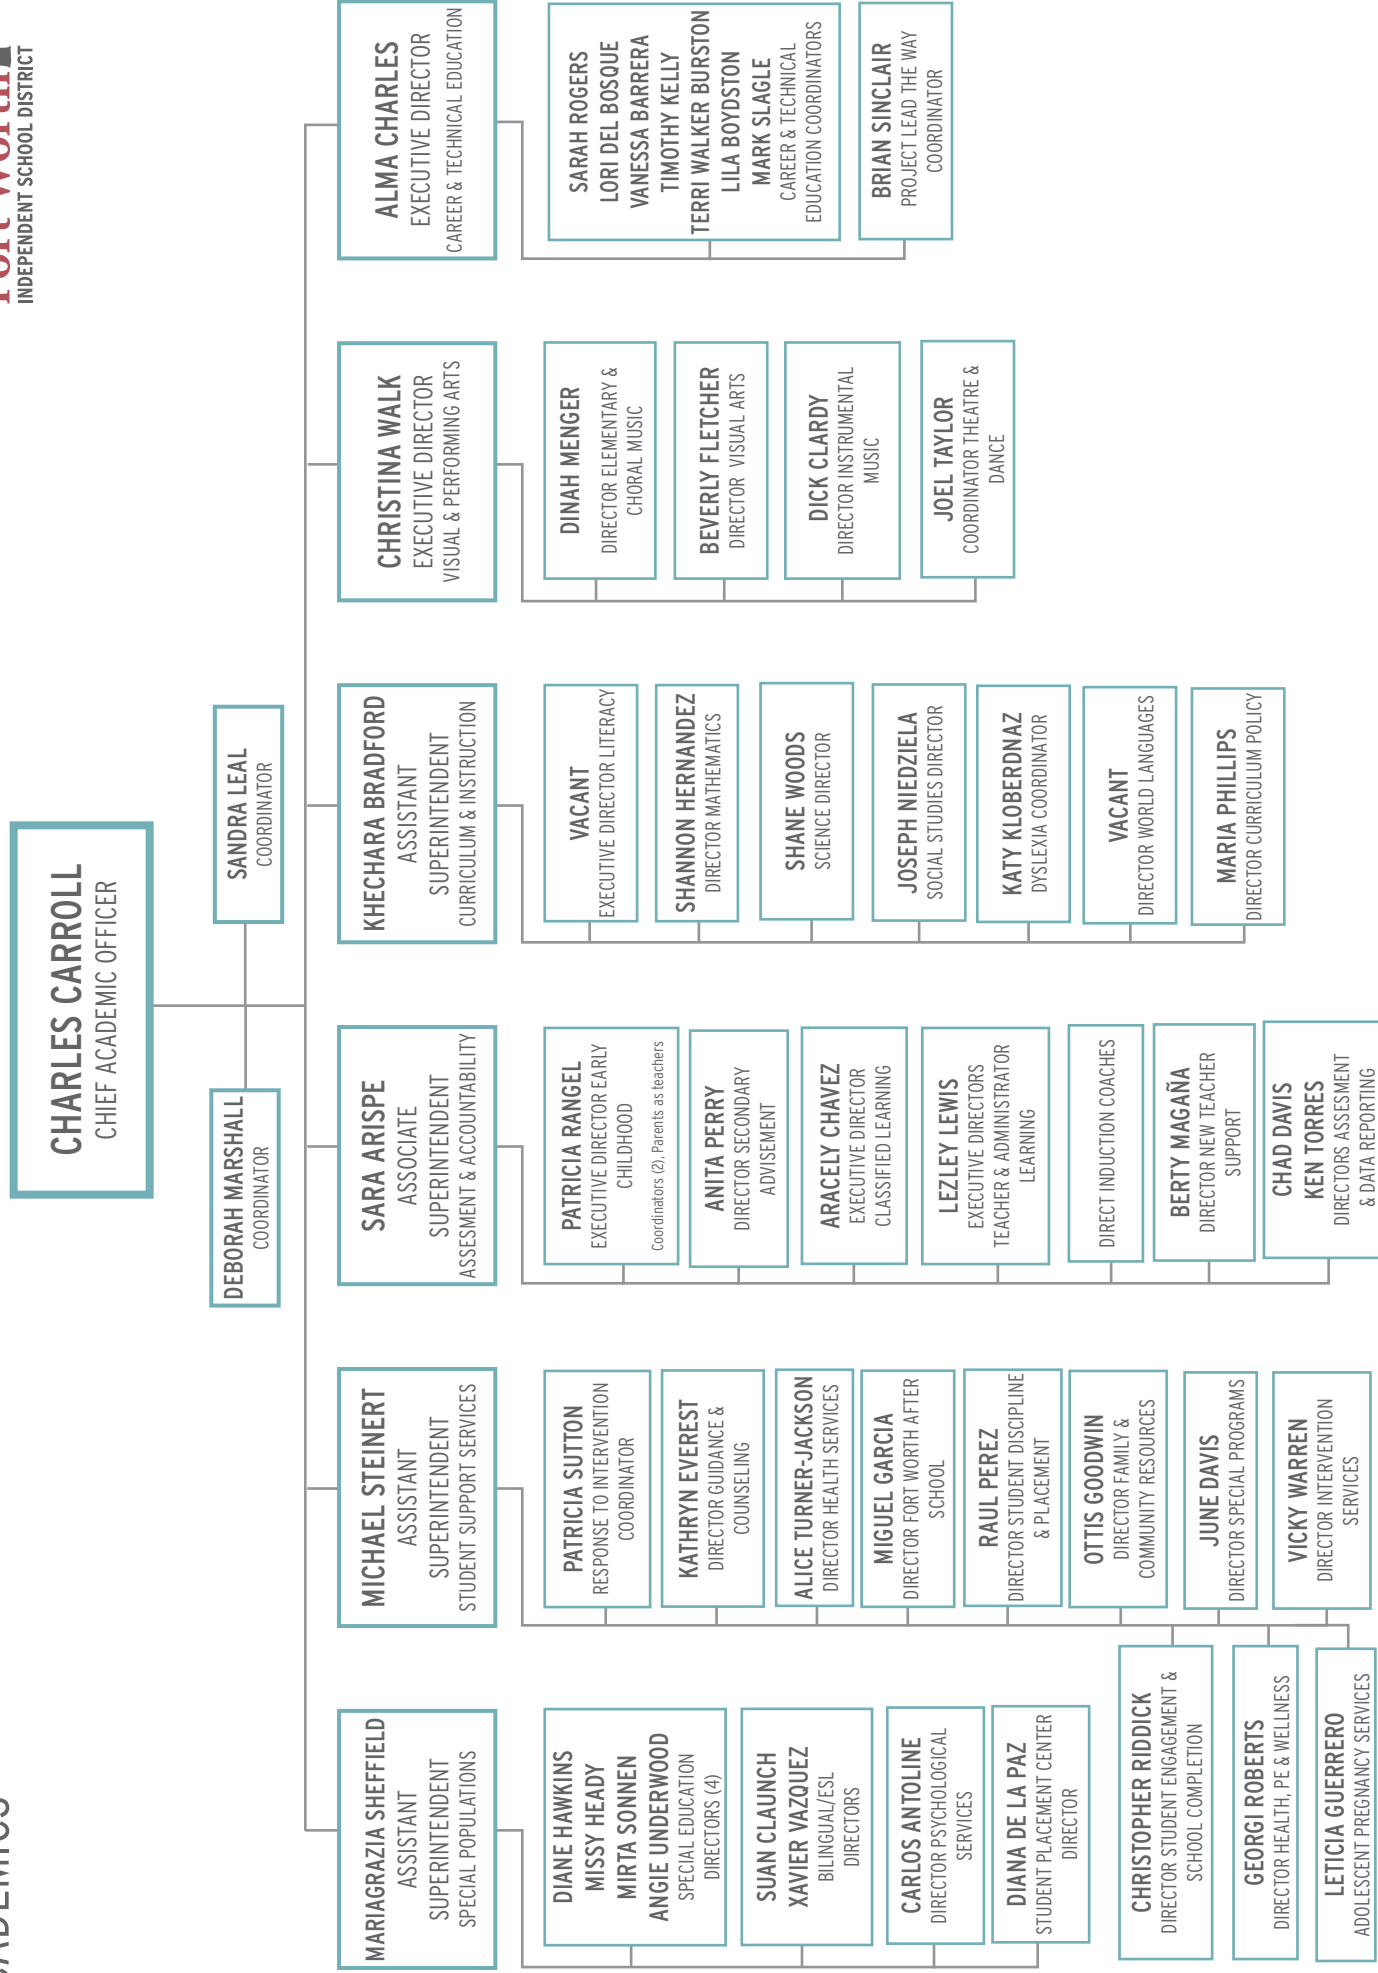 ACADEMICS
Fort Worth
INDEPENDENT SCHOOL DISTRICT
CHARLES CARROLL
CHIEF ACADEMIC OFFICER
DEBORAH MARSHALL
COORDINATOR
SANDRA LEAL
COORDINATOR
MARIAGRAZIA SHEFFIELD
ASSISTANT
SUPERINTENDENT
SPECIAL POPULATIONS
DIANE HAWKINS
MISSY HEADY
MIRTA SONNEN
ANGIE UNDERWOOD
SPECIAL EDUCATION
DIRECTORS (4)
SUAN CLAUNCH
XAVIER VAZQUEZ
BILINGUAL/ESL
DIRECTORS
CARLOS ANTOLINE
DIRECTOR PSYCHOLOGICAL
SERVICES
DIANA DE LA PAZ
STUDENT PLACEMENT CENTER
DIRECTOR
MICHAEL STEINERT
ASSISTANT
SUPERINTENDENT
STUDENT SUPPORT SERVICES
PATRICIA SUTTON
RESPONSE TO INTERVENTION
COORDINATOR
KATHRYN EVEREST
DIRECTOR GUIDANCE &
COUNSELING
ALICE TURNER-JACKSON
DIRECTOR HEALTH SERVICES
MIGUEL GARCIA
DIRECTOR FORT WORTH AFTER
SCHOOL
RAUL PEREZ
DIRECTOR STUDENT DISCIPLINE
& PLACEMENT
OTTIS GOODWIN
DIRECTOR FAMILY &
COMMUNITY RESOURCES
JUNE DAVIS
DIRECTOR SPECIAL PROGRAMS
VICKY WARREN
DIRECTOR INTERVENTION
SERVICES
CHRISTOPHER RIDDICK
DIRECTOR STUDENT ENGAGEMENT &
SCHOOL COMPLETION
GEORGI ROBERTS
DIRECTOR HEALTH, PE & WELLNESS
LETICIA GUERRERO
ADOLESCENT PREGNANCY SERVICES
SARA ARISPE
ASSOCIATE
SUPERINTENDENT
ASSESMENT & ACCOUNTABILITY
PATRICIA RANGEL
EXECUTIVE DIRECTOR EARLY
CHILDHOOD
Coordinators (2), Parents as teachers
ANITA PERRY
DIRECTOR SECONDARY
ADVISEMENT
ARACELY CHAVEZ
EXECUTIVE DIRECTOR
CLASSIFIED LEARNING
LEZLEY LEWIS
EXECUTIVE DIRECTORS
TEACHER & ADMINISTRATOR
LEARNING
DIRECT INDUCTION COACHES
BERTY MAGAÑA
DIRECTOR NEW TEACHER
SUPPORT
CHAD DAVIS
KEN TORRES
DIRECTORS ASSESMENT
& DATA REPORTING
KHECHARA BRADFORD
ASSISTANT
SUPERINTENDENT
CURRICULUM & INSTRUCTION
VACANT
EXECUTIVE DIRECTOR LITERACY
SHANNON HERNANDEZ
DIRECTOR MATHEMATICS
SHANE WOODS
SCIENCE DIRECTOR
JOSEPH NIEDZIELA
SOCIAL STUDIES DIRECTOR
KATY KLOBERDNAZ
DYSLEXIA COORDINATOR
VACANT
DIRECTOR WORLD LANGUAGES
MARIA PHILLIPS
DIRECTOR CURRICULUM POLICY
CHRISTINA WALK
EXECUTIVE DIRECTOR
VISUAL & PERFORMING ARTS
DINAH MENGER
DIRECTOR ELEMENTARY &
CHORAL MUSIC
BEVERLY FLETCHER
DIRECTOR VISUAL ARTS
DICK CLARDY
DIRECTOR INSTRUMENTAL
MUSIC
JOEL TAYLOR
COORDINATOR THEATRE &
DANCE
ALMA CHARLES
EXECUTIVE DIRECTOR
CAREER & TECHNICAL EDUCATION
SARAH ROGERS
LORI DEL BOSQUE
VANESSA BARRERA
TIMOTHY KELLY
TERRI WALKER BURSTON
LILA BOYDSTON
MARK SLAGLE
CAREER & TECHNICAL
EDUCATION COORDINATORS
BRIAN SINCLAIR
PROJECT LEAD THE WAY
COORDINATOR